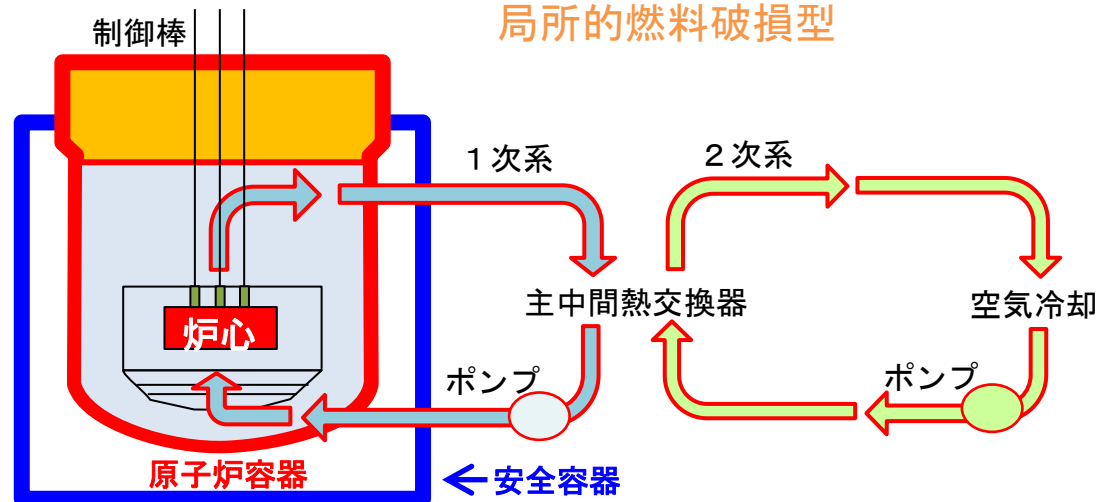 局所的燃料破損型
制御棒
1次系
2次系
主中間熱交換器
空気冷却
炉心
ポンプ
ポンプ
原子炉容器
安全容器